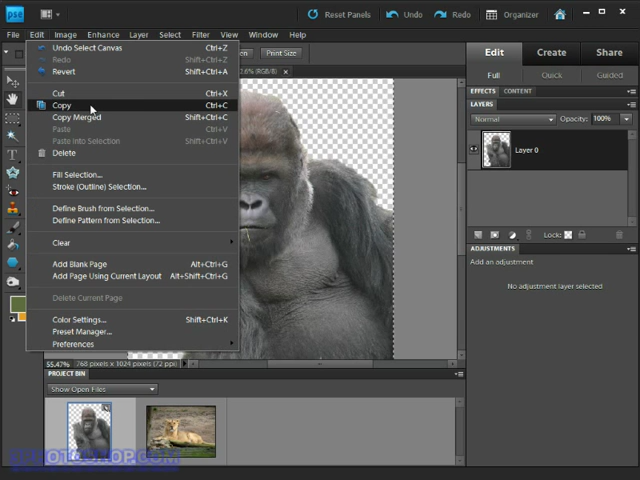 pse
Reset Panels
Undo
Redo
Organizer
File Edit Image Enhance Layer Select Filter View Window Help
Undo Select Canvas Ctrl+Z
Redo Shift+Ctrl+Z
Revert Shift+Ctrl+A
Cut Ctrl+X
Copy Ctrl+C
Copy Merged Shift+Ctrl+C
Paste Ctrl+V
Paste Into Selection Shift+Ctrl+V
Delete
Fill Selection...
Stroke (Outline) Selection...
Define Brush from Selection...
Define Pattern from Selection...
Clear
Add Blank Page Alt+Ctrl+G
Add Page Using Current Layout Alt+Shift+Ctrl+G
Delete Current Page
Color Settings... Shift+Ctrl+K
Preset Manager...
Preferences
Print Size
(RGB/8)
Edit Create Share
Full Quick Guided
EFFECTS CONTENT
LAYERS
Normal Opacity: 100%
Layer 0
Lock:
ADJUSTMENTS
Add an adjustment
No adjustment layer selected
55.47% 768 pixels x 1024 pixels (72 ppi)
PROJECT BIN
Show Open Files